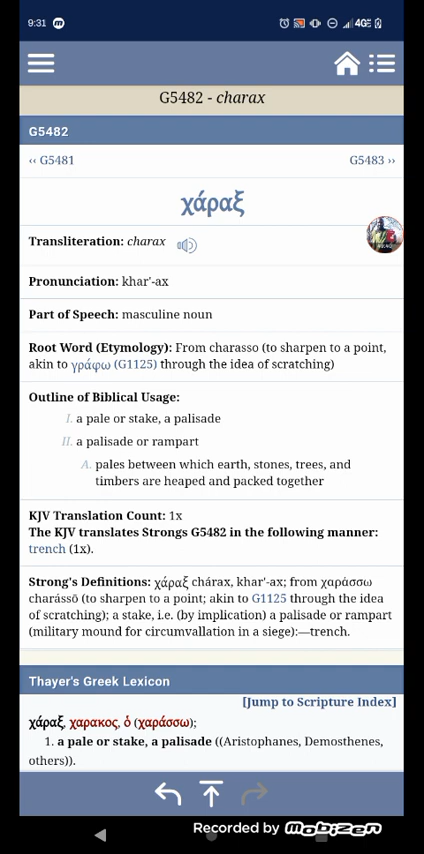 9:31
4GE
G5482 - charax
G5482
‹‹ G5481
G5483 ››
χάραξ
Transliteration: charax
Pronunciation: khar'-ax
Part of Speech: masculine noun
Root Word (Etymology): From charasso (to sharpen to a point,
akin to γράφω (G1125) through the idea of scratching)
Outline of Biblical Usage:
I. a pale or stake, a palisade
II. a palisade or rampart
A. pales between which earth, stones, trees, and
timbers are heaped and packed together
KJV Translation Count: 1x
The KJV translates Strongs G5482 in the following manner:
trench (1x).
Strong's Definitions: χάραξ chárax, khar'-ax; from χαράσσω
charássō (to sharpen to a point; akin to G1125 through the idea
of scratching); a stake, i.e. (by implication) a palisade or rampart
(military mound for circumvallation in a siege):—trench.
Thayer's Greek Lexicon
[Jump to Scripture Index]
χάραξ, χαρακος, ὁ (χαράσσω);
1. a pale or stake, a palisade ((Aristophanes, Demosthenes,
others)).
Recorded by Mobizen